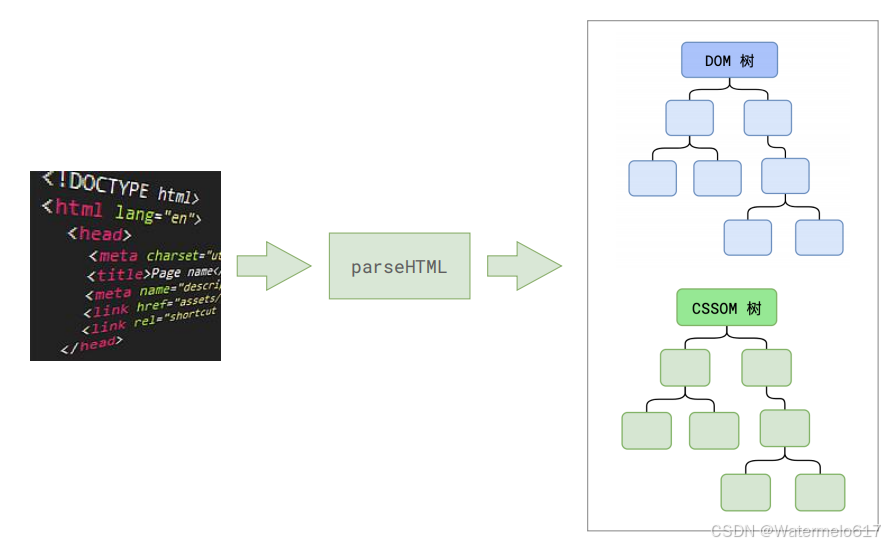 <!DOCTYPE html>
<html lang="en">
<head>
<meta charset="ut
<title>Page name</
<meta name="descri
<link href="assets/
<link rel="shortcut
</head>
parseHTML
DOM 树
CSSOM 树
CSDN @Watermelo617